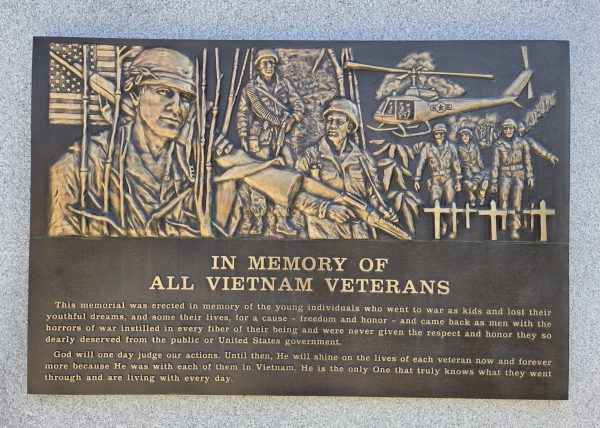 IN MEMORY OF
ALL VIETNAM VETERANS
This memorial was erected in memory of the young individuals who went to war as kids and lost their
youthful dreams, and some their lives, for a cause - freedom and honor - and came back as men with the
horrors of war instilled in every fiber of their being and were never given the respect and honor they so
dearly deserved from the public or United States government.
God will one day judge our actions. Until then, He will shine on the lives of each veteran now and forever
more because He was with each of them in Vietnam. He is the only One that truly knows what they went
through and are living with every day.